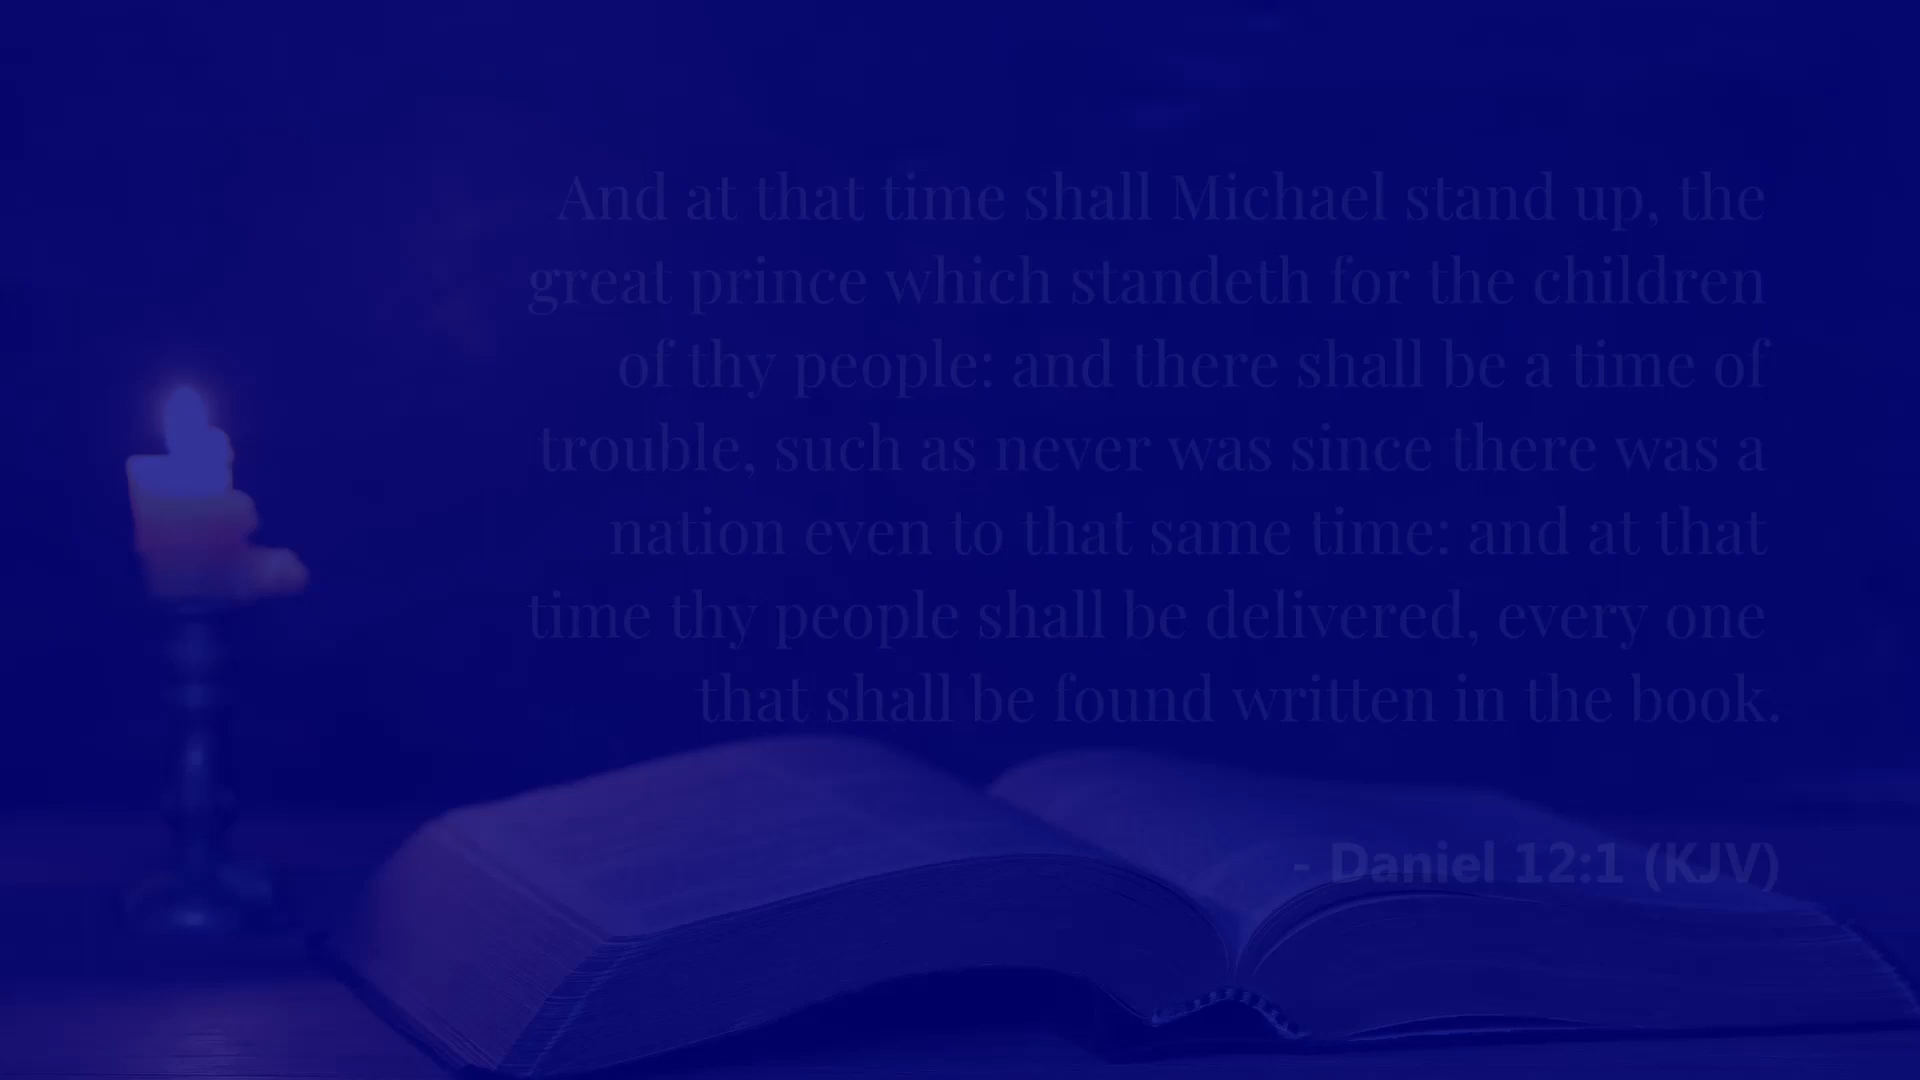 And at that time shall Michael stand up, the
great prince which standeth for the children
of thy people: and there shall be a time of
trouble, such as never was since there was a
nation even to that same time: and at that
time thy people shall be delivered, every one
that shall be found written in the book.
- Daniel 12:1 (KJV)